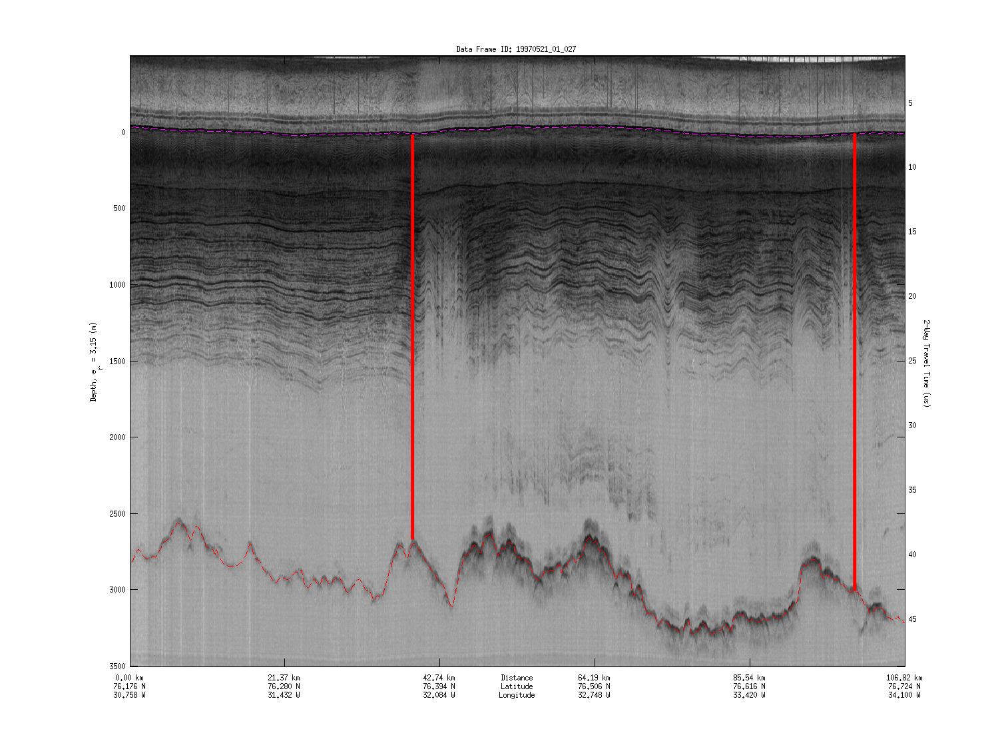 Data Frame ID: 19970521_01_027
0
500
1000
1500
2000
2500
3000
3500
Depth, e_r = 3.15 (m)
5
10
15
20
25
30
35
40
45
2-Way Travel Time (us)
0.00 km 21.37 km 42.74 km Distance 64.19 km 85.54 km 106.82 km
76.176 N 76.280 N 76.394 N Latitude 76.506 N 76.616 N 76.724 N
30.758 W 31.432 W 32.084 W Longitude 32.748 W 33.420 W 34.100 W